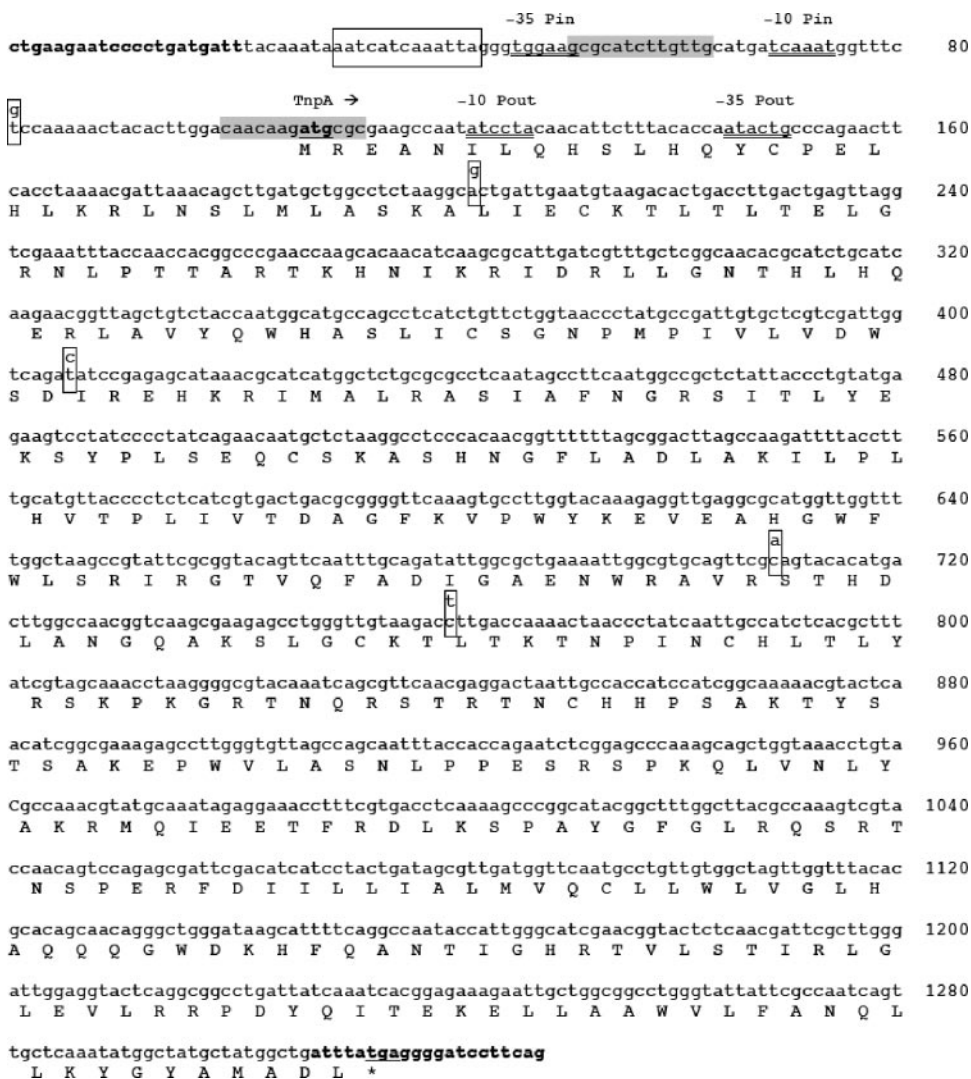 -35 Pin -10 Pin
ctgaagaatcccctgatgatttacaaataaatcatcaaattagggtggaagcgcatcttgttgcatgatcaaatggtttc 80
g
TnpA → -10 Pout -35 Pout
tccaaaaactacacttggacaacaagatgcgcgaagccaatatcctacaacattctttacaccaatactgcccagaactt 160
M R E A N I L Q H S L H Q Y C P E L
g
cacctaaaacgattaaacagcttgatgctggcctctaaggcactgattgaatgtaagacactgaccttgactgagttagg 240
H L K R L N S L M L A S K A L I E C K T L T L T E L G
tcgaaatttaccaaccacggcccgaaccaagcacaacatcaagcgcattgatcgtttgctcggcaacacgcatctgcatc 320
R N L P T T A R T K H N I K R I D R L L G N T H L H Q
aagaacggttagctgtctaccaatggcatgccagcctcatctgttctggtaaccctatgccgattgtgctcgtcgattgg 400
E R L A V Y Q W H A S L I C S G N P M P I V L V D W
c
tcagatatccgagagcataaacgcatcatggctctgcgcgcctcaatagccttcaatggccgctctattaccctgtatga 480
S D I R E H K R I M A L R A S I A F N G R S I T L Y E
gaagtcctatcccctatcagaacaatgctctaaggcctcccacaacggttttttagcggacttagccaagattttacctt 560
K S Y P L S E Q C S K A S H N G F L A D L A K I L P L
tgcatgttacccctctcatcgtgactgacgcggggttcaaagtgccttggtacaaagaggttgaggcgcatggttggttt 640
H V T P L I V T D A G F K V P W Y K E V E A H G W F
a
tggctaagccgtattcgcggtacagttcaatttgcagatattggcgctgaaaattggcgtgcagttcgcagtacacatga 720
W L S R I R G T V Q F A D I G A E N W R A V R S T H D
t
cttggccaacggtcaagcgaagagcctgggttgtaagaccttgaccaaaactaaccctatcaattgccatctcacgcttt 800
L A N G Q A K S L G C K T L T K T N P I N C H L T L Y
atcgtagcaaacctaaggggcgtacaaatcagcgttcaacgaggactaattgccaccatccatcggcaaaaacgtactca 880
R S K P K G R T N Q R S T R T N C H H P S A K T Y S
acatcggcgaaagagccttgggtgttagccagcaatttaccaccagaatctcggagcccaaagcagctggtaaacctgta 960
T S A K E P W V L A S N L P P E S R S P K Q L V N L Y
Cgccaaacgtatgcaaatagaggaaacctttcgtgacctcaaaagcccggcatacggctttggcttacgccaaagtcgta 1040
A K R M Q I E E T F R D L K S P A Y G F G L R Q S R T
ccaacagtccagagcgattcgacatcatcctactgatagcgttgatggttcaatgcctgttgtggctagttggtttacac 1120
N S P E R F D I I L L I A L M V Q C L L W L V G L H
gcacagcaacagggctgggataagcattttcaggccaataccattgggcatcgaacggtactctcaacgattcgcttggg 1200
A Q Q Q G W D K H F Q A N T I G H R T V L S T I R L G
attggaggtactcaggcggcctgattatcaaatcacggagaaagaattgctggcggcctgggtattattcgccaatcagt 1280
L E V L R R P D Y Q I T E K E L L A A W V L F A N Q L
tgctcaaatatggctatgctatggctgatttatgaggggatccttcag
L K Y G Y A M A D L *